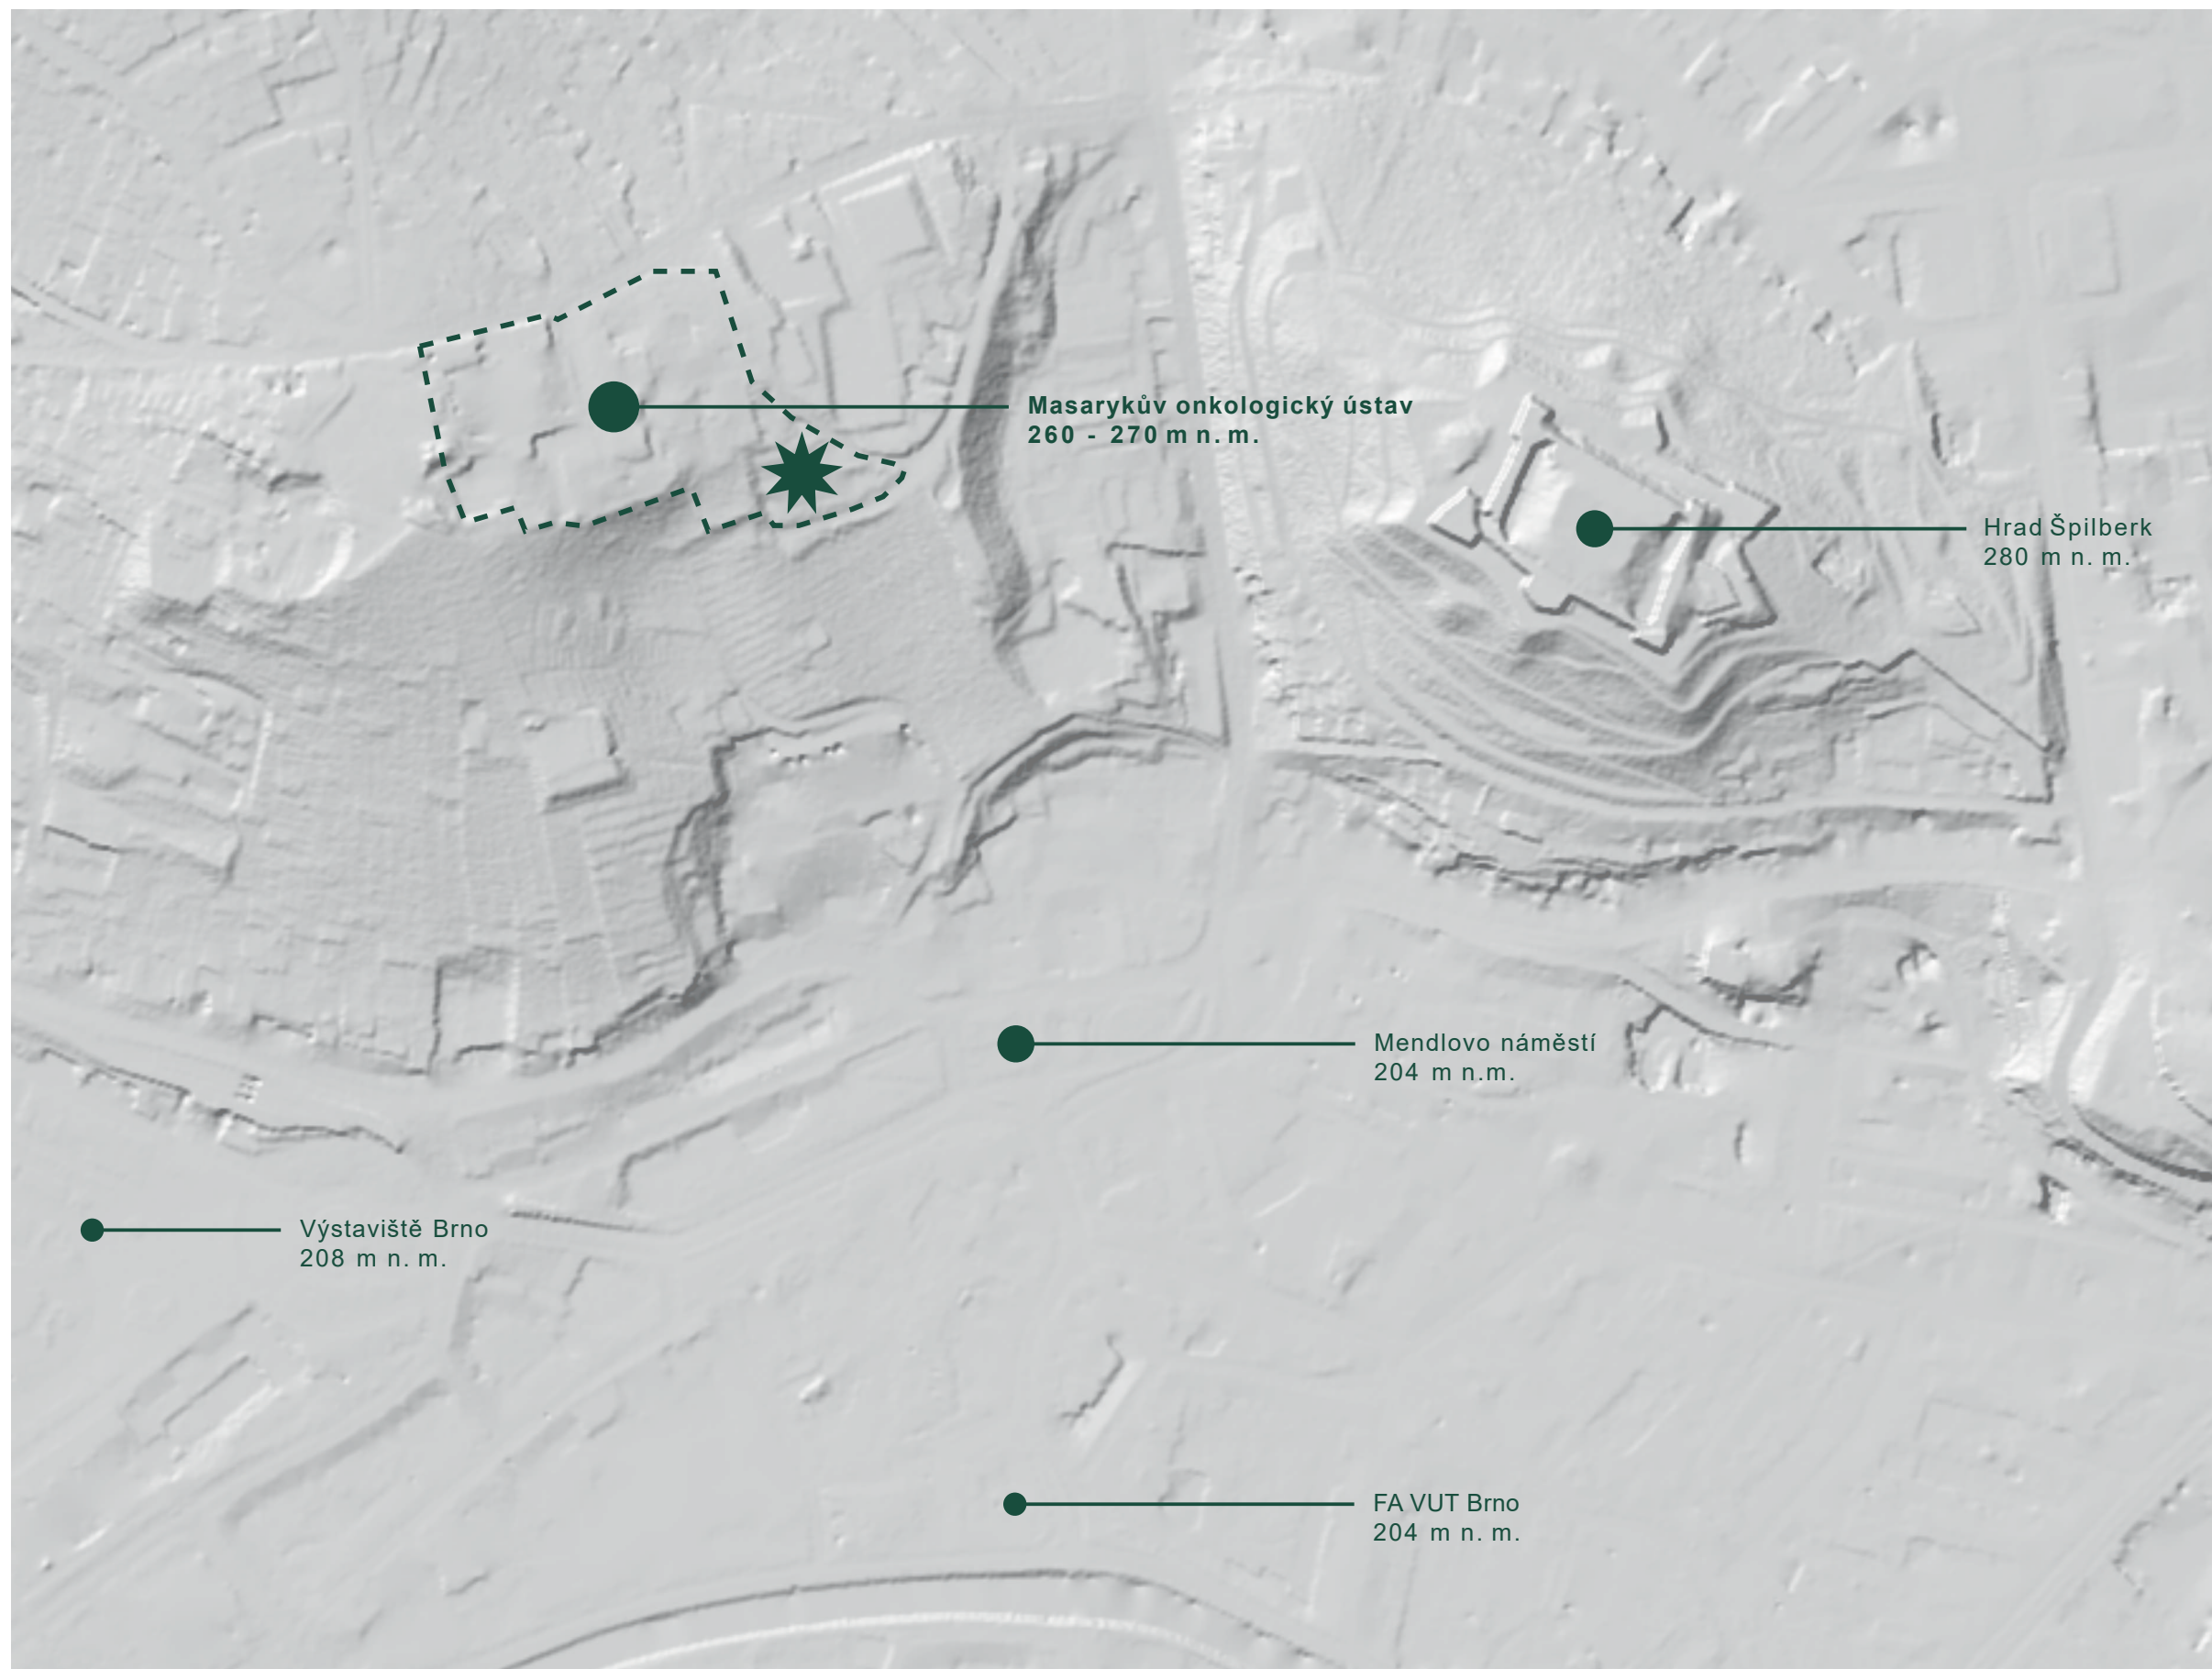 Masarykův onkologický ústav
260 - 270 m n. m.
Hrad Špilberk
280 m n. m.
Mendlovo náměstí
204 m n.m.
Výstaviště Brno
208 m n. m.
FA VUT Brno
204 m n. m.